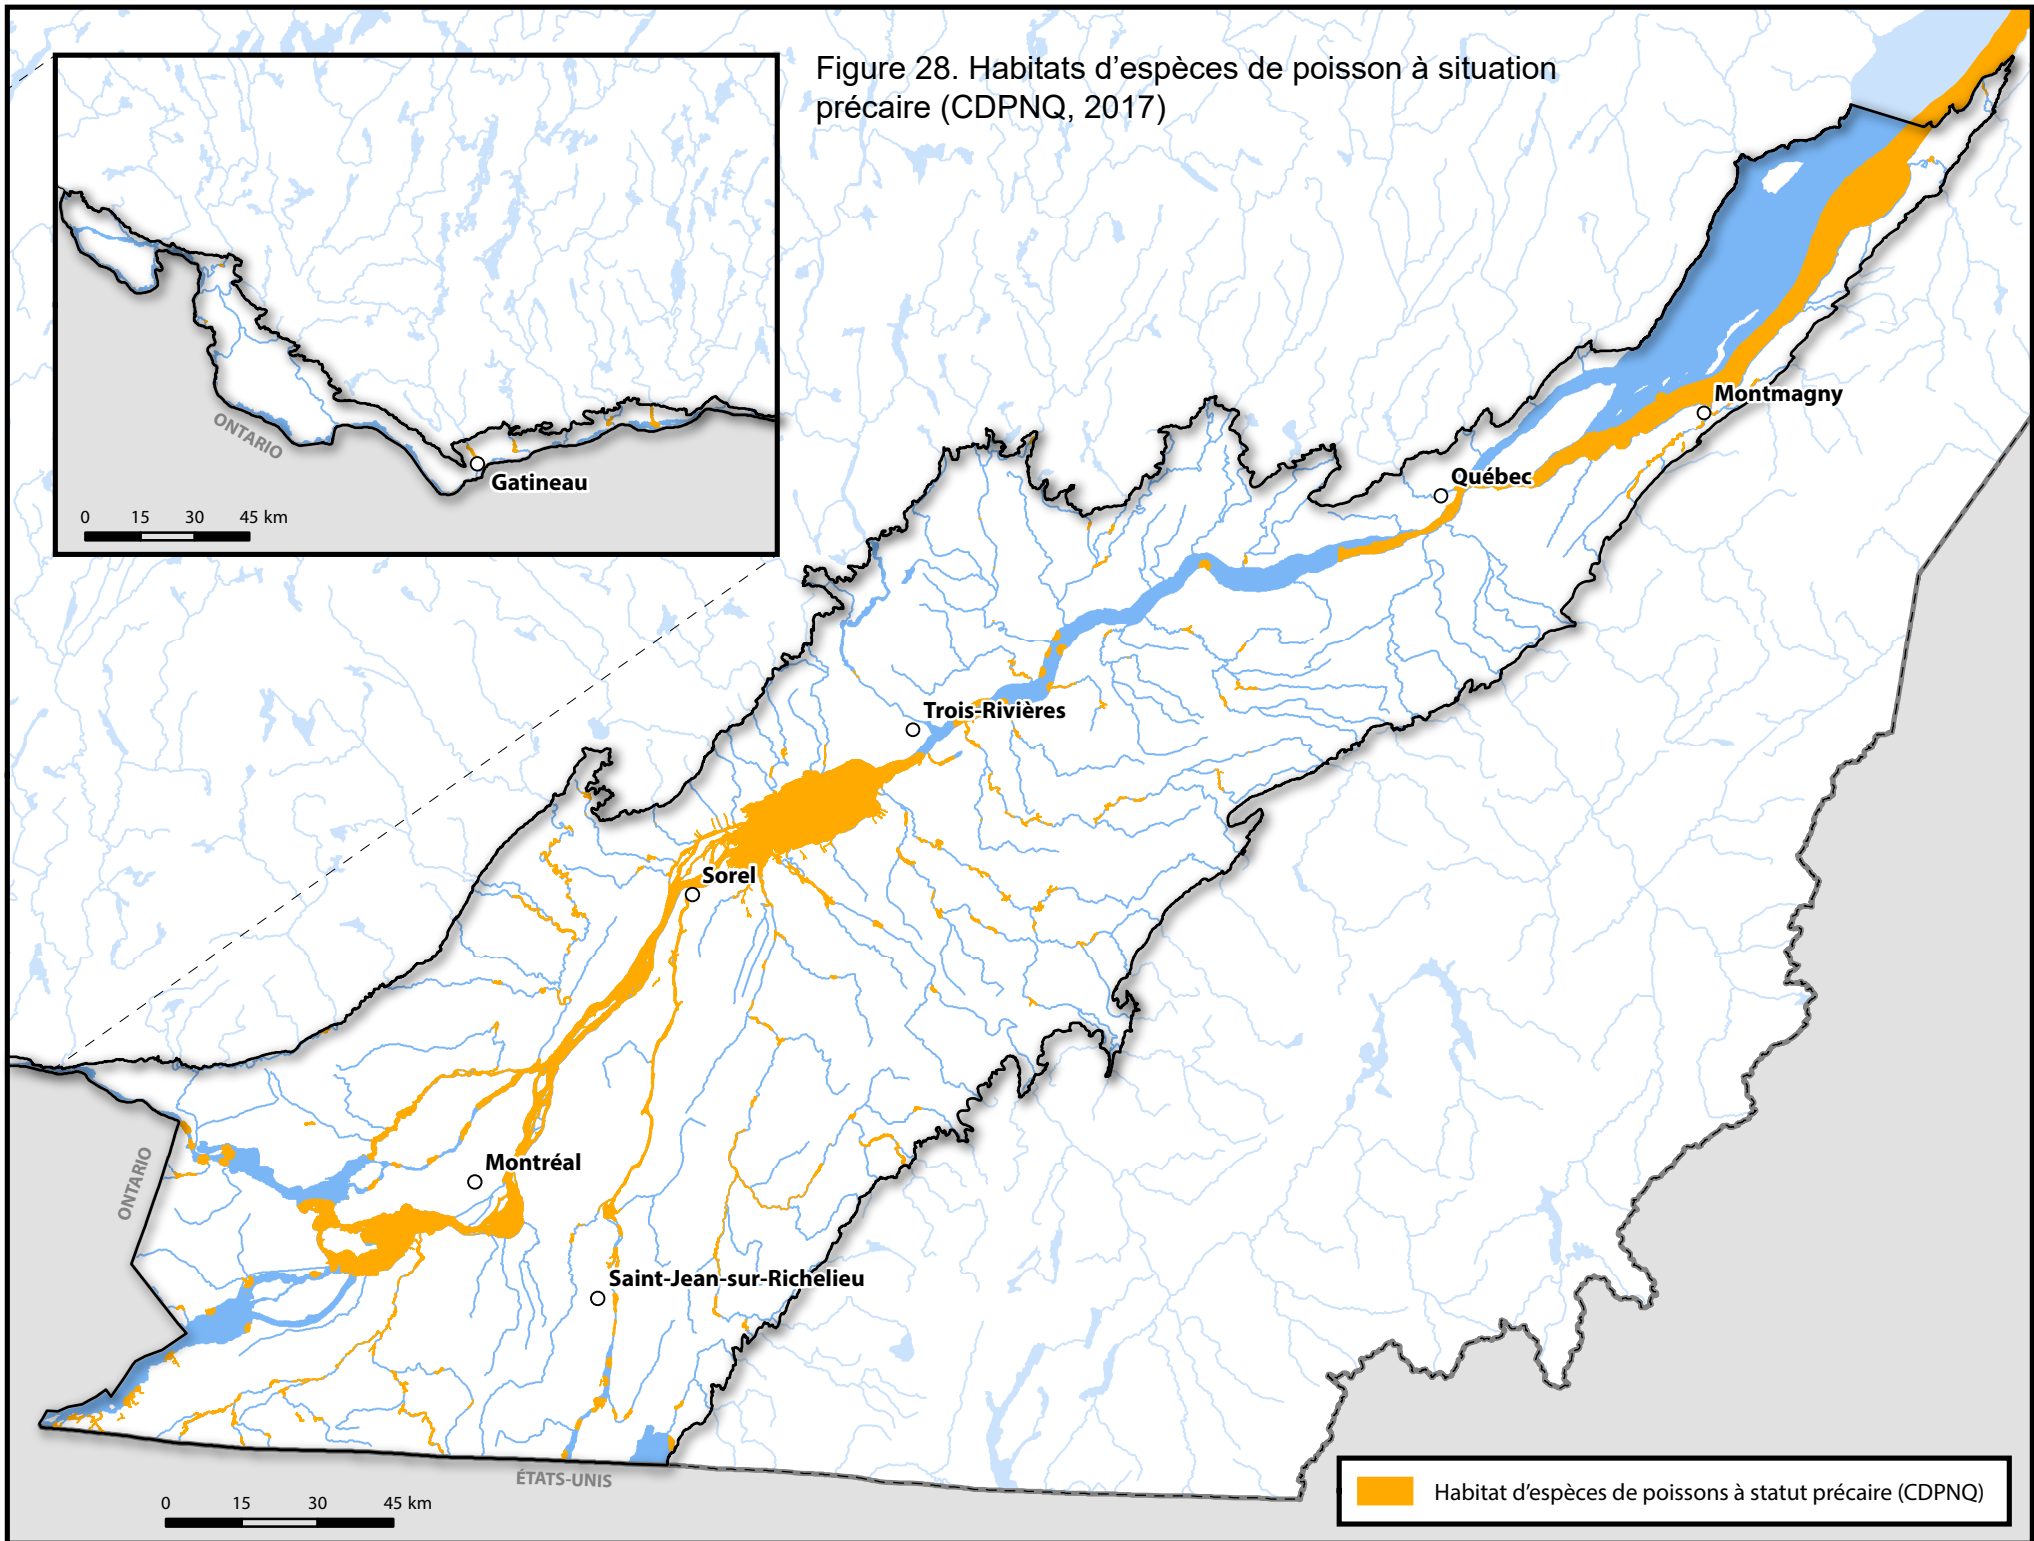 Figure 28. Habitats d’espèces de poisson à situation
précaire (CDPNQ, 2017)
ONTARIO
Gatineau
0 15 30 45 km
Montmagny
Québec
Trois-Rivières
Sorel
Montréal
ONTARIO
Saint-Jean-sur-Richelieu
ÉTATS-UNIS
0 15 30 45 km
Habitat d’espèces de poissons à statut précaire (CDPNQ)